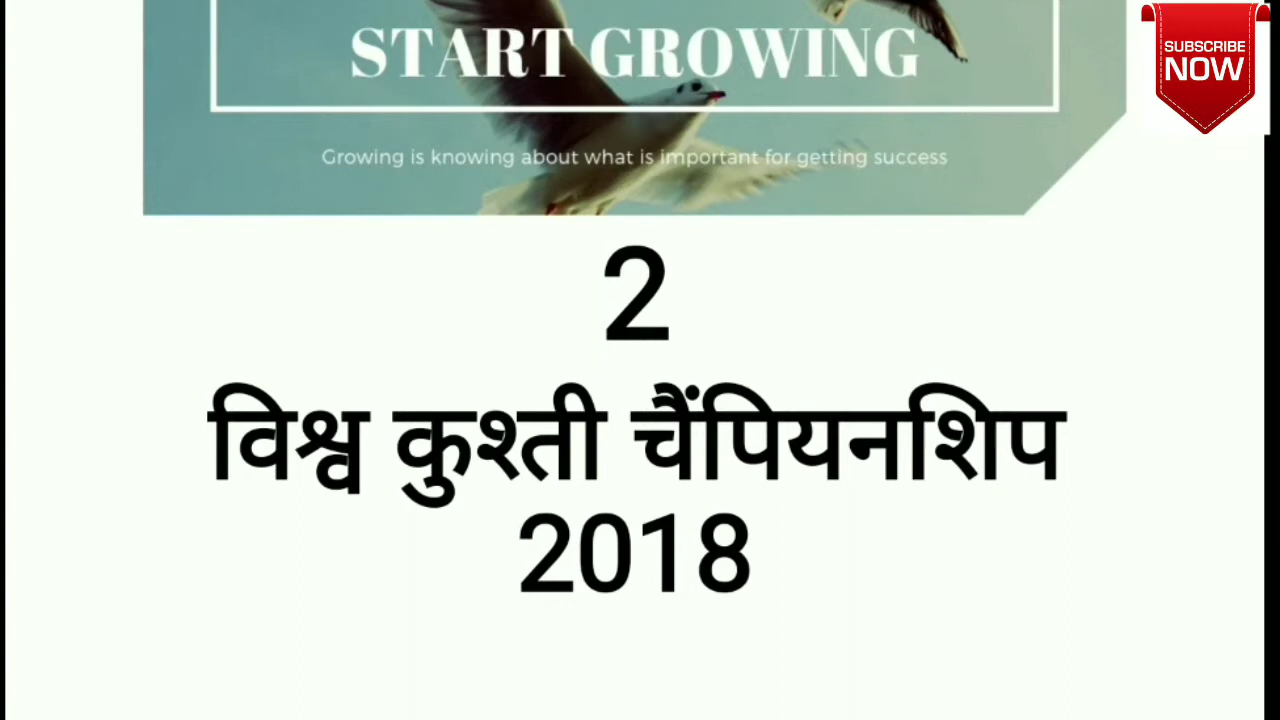 START GROWING
Growing is knowing about what is important for getting success
SUBSCRIBE
NOW
2
विश्व कुश्ती चैंपियनशिप
2018